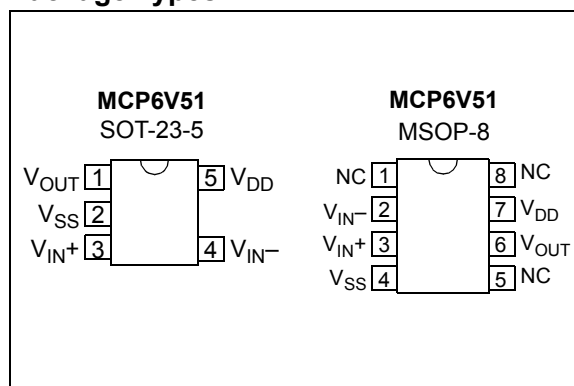 MCP6V51
SOT-23-5
VOUT 1
5 VDD
VSS 2
VIN+ 3
4 VIN–
MCP6V51
MSOP-8
NC 1
8 NC
VIN– 2
7 VDD
VIN+ 3
6 VOUT
VSS 4
5 NC